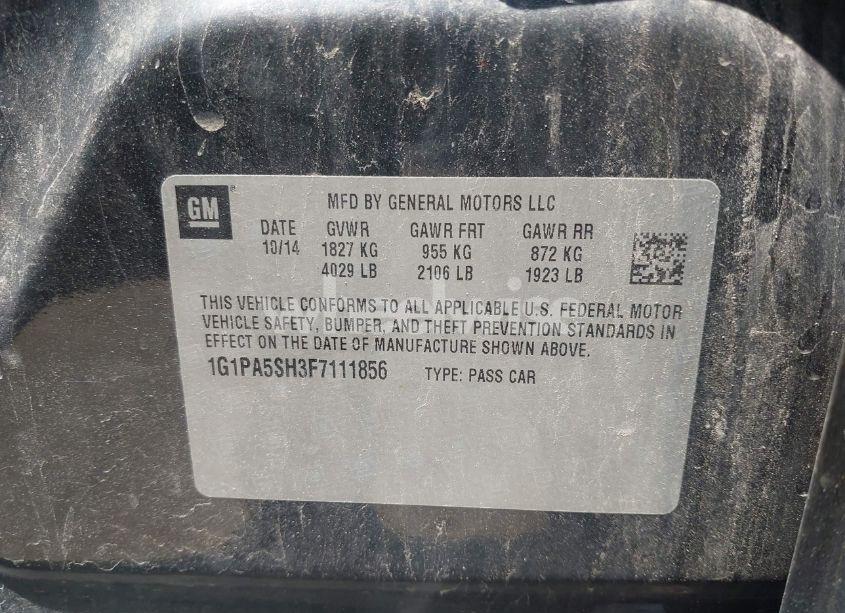 GM
MFD BY GENERAL MOTORS LLC
DATE GVWR GAWR FRT GAWR RR
10/14 1827 KG 955 KG 872 KG
4029 LB 2106 LB 1923 LB
THIS VEHICLE CONFORMS TO ALL APPLICABLE U.S. FEDERAL MOTOR
VEHICLE SAFETY, BUMPER, AND THEFT PREVENTION STANDARDS IN
EFFECT ON THE DATE OF MANUFACTURE SHOWN ABOVE.
1G1PA5SH3F7111856 TYPE: PASS CAR